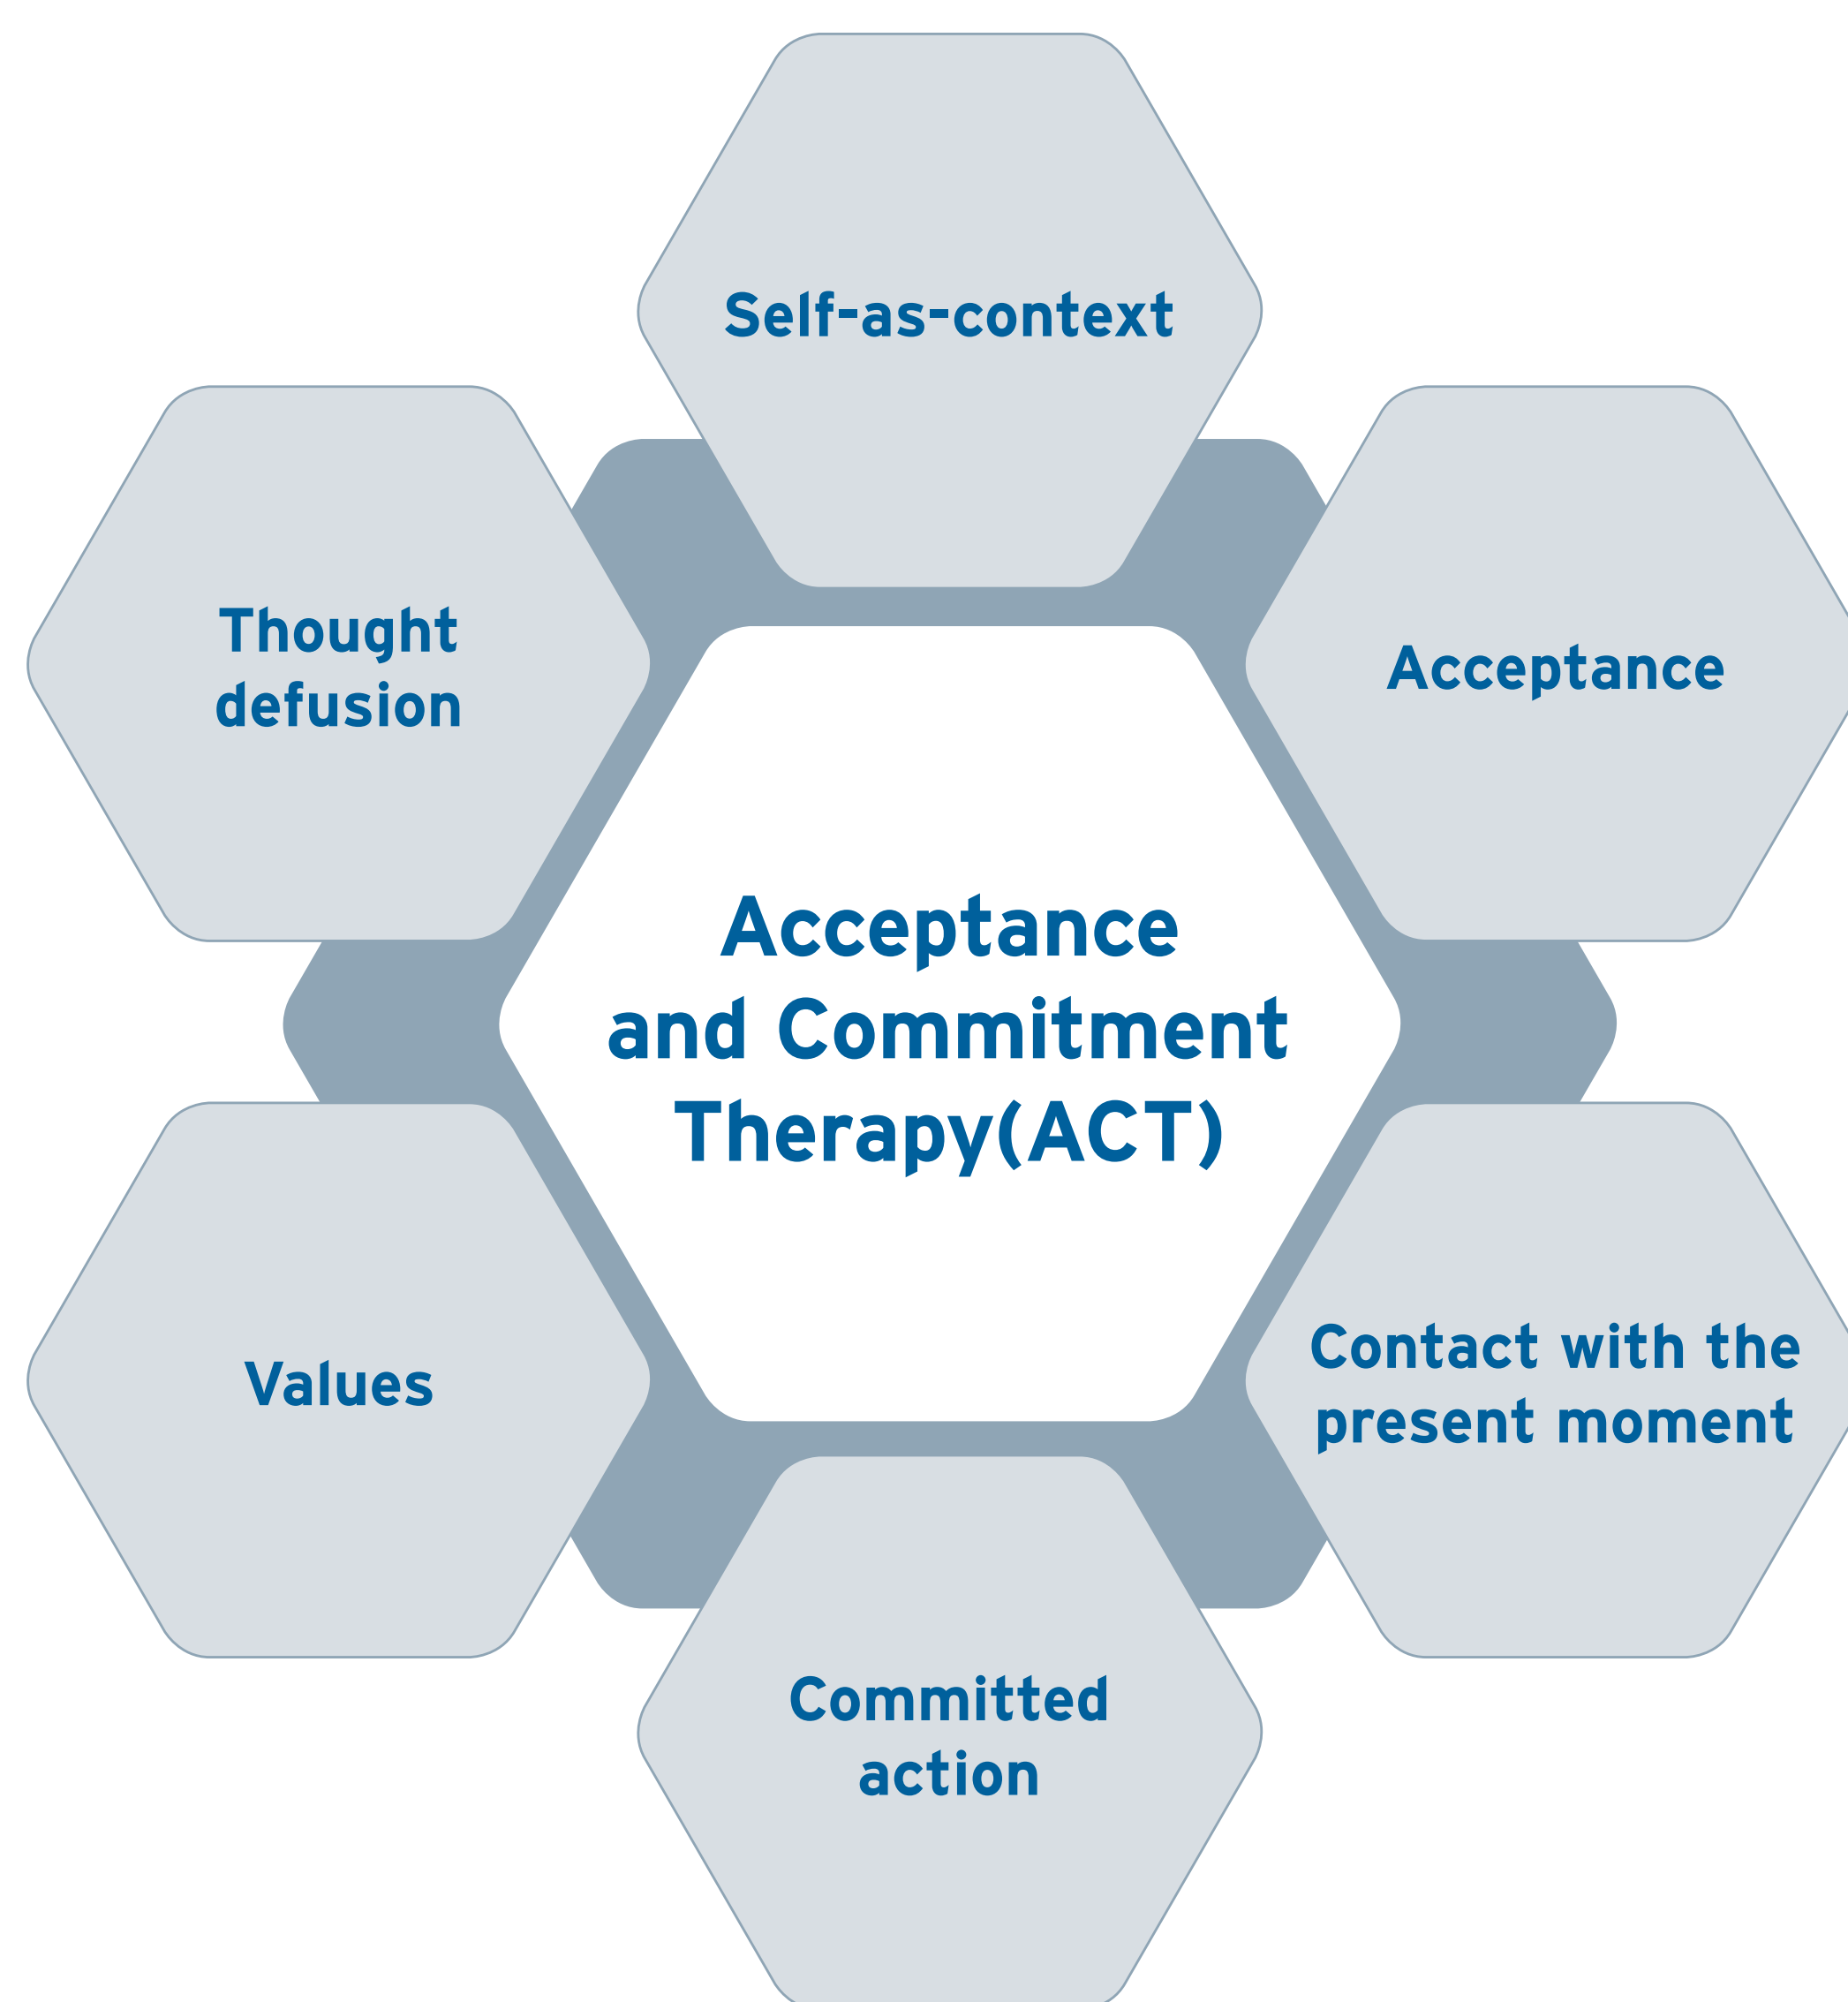 Self-as-context
Thought
defusion
Acceptance
Acceptance
and Commitment
Therapy(ACT)
Values
Contact with the
present moment
Committed
action